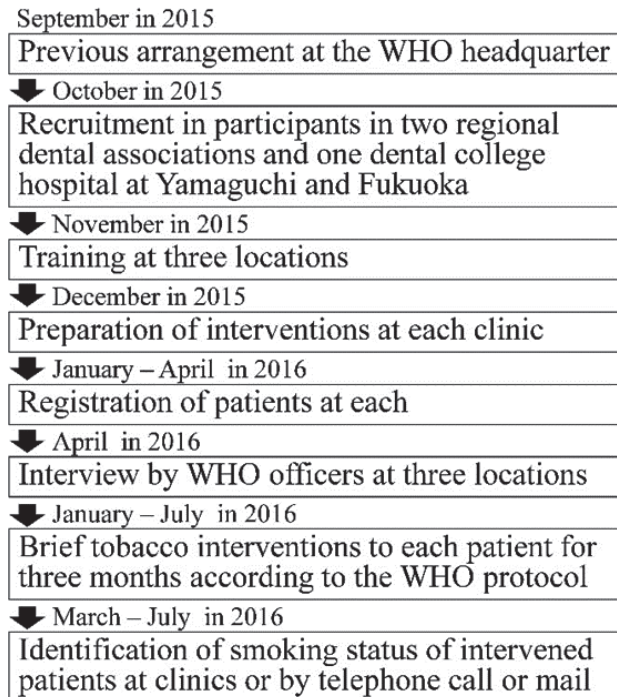 September in 2015
Previous arrangement at the WHO headquarter
October in 2015
Recruitment in participants in two regional
dental associations and one dental college
hospital at Yamaguchi and Fukuoka
November in 2015
Training at three locations
December in 2015
Preparation of interventions at each clinic
January – April in 2016
Registration of patients at each
April in 2016
Interview by WHO officers at three locations
January – July in 2016
Brief tobacco interventions to each patient for
three months according to the WHO protocol
March – July in 2016
Identification of smoking status of intervened
patients at clinics or by telephone call or mail